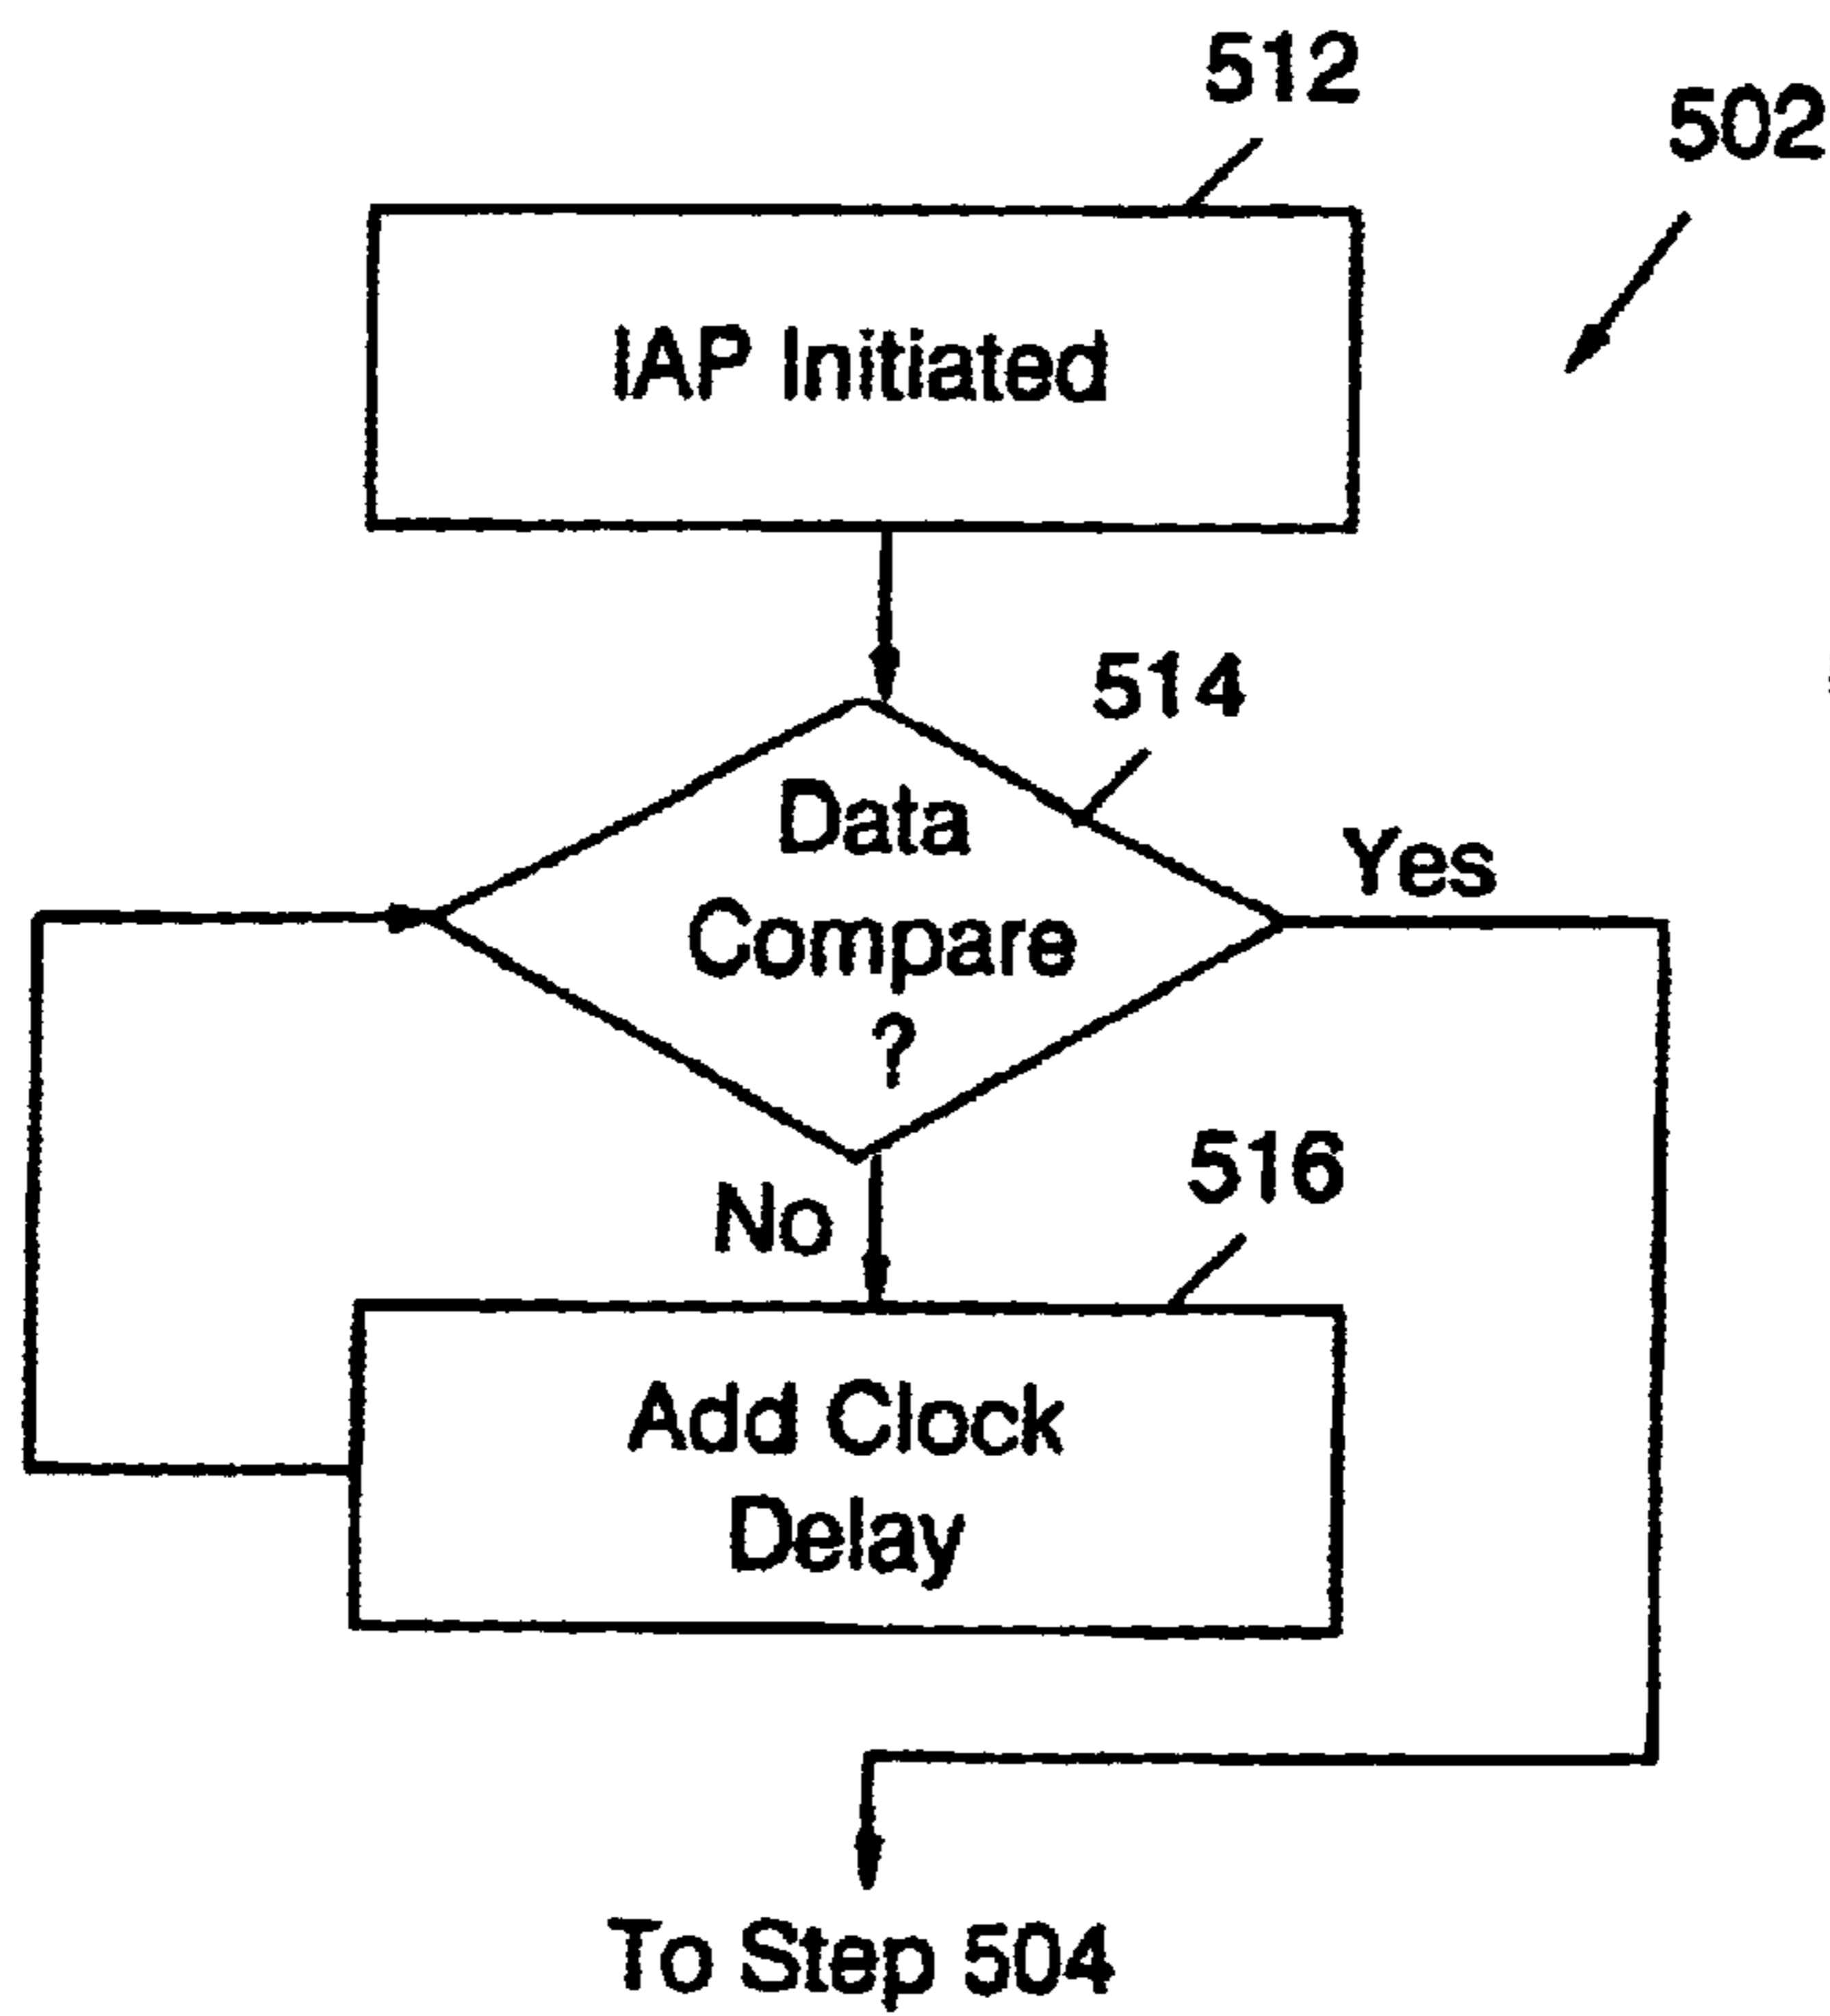 512
502
IAP Initiated
514
Data
Compare
?
Yes
No
516
Add Clock
Delay
To Step 504